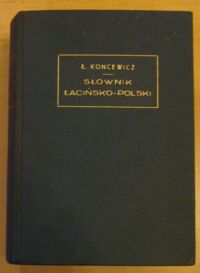 Ł. KONCEWICZ
SŁOWNIK
ŁACIŃSKO-POLSKI